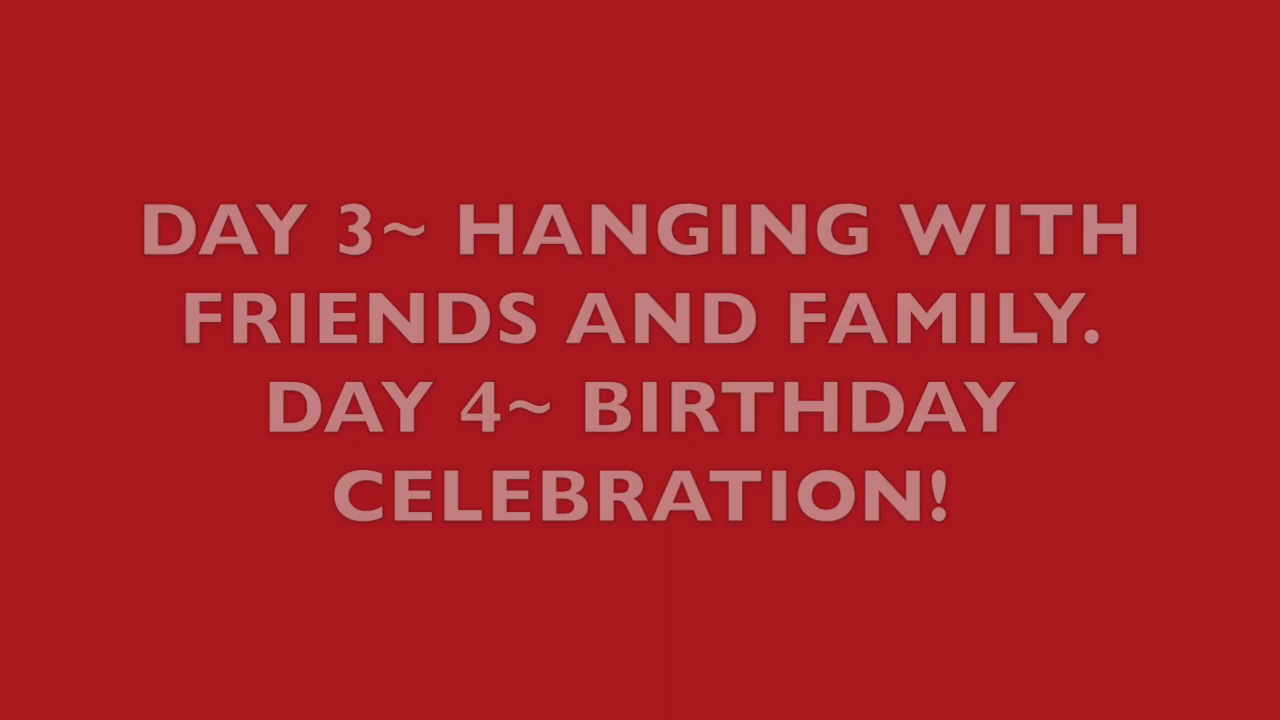 DAY 3~ HANGING WITH
FRIENDS AND FAMILY.
DAY 4~ BIRTHDAY
CELEBRATION!